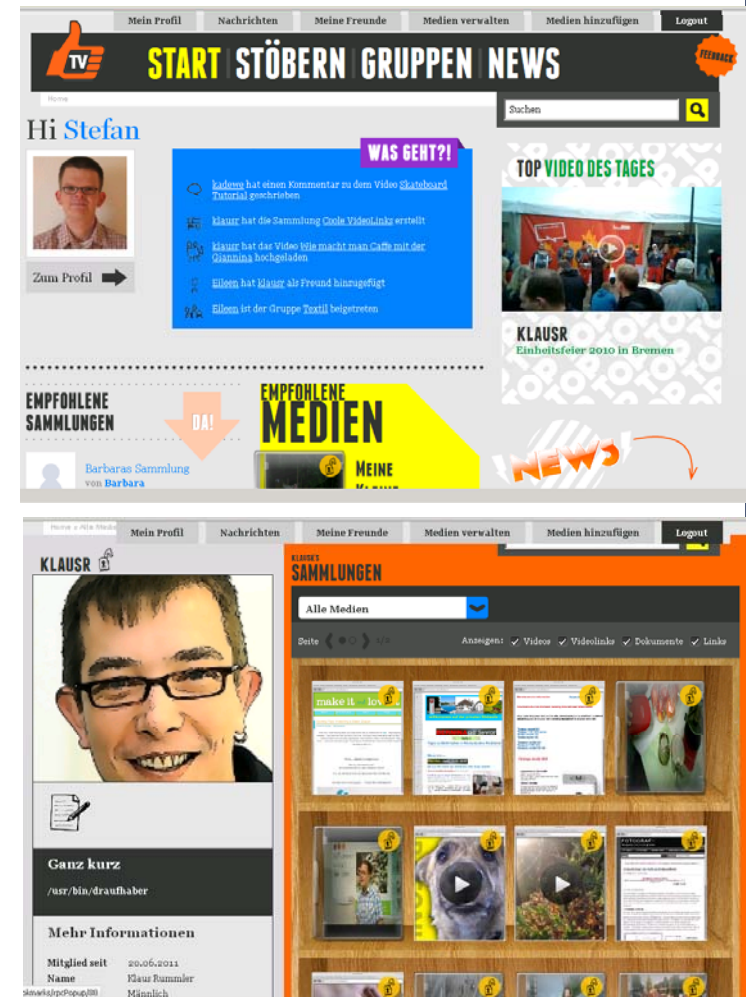 Mein Profil
Nachrichten
Meine Freunde
Medien verwalten
Medien hinzufügen
Logout
TV
START
STÖBERN
GRUPPEN
NEWS
FEEDBACK
Home
Suchen
Hi Stefan
WAS GEHT?!
kadewe hat einen Kommentar zu dem Video Skateboard
Tutorial geschrieben
klausr hat die Sammlung Coole VideoLinks erstellt
klausr hat das Video Wie macht man Caffe mit der
Giannina hochgeladen
Eileen hat klausr als Freund hinzugefügt
Eileen ist der Gruppe Textil beigetreten
Zum Profil
TOP VIDEO DES TAGES
KLAUSR
Einheitsfeier 2010 in Bremen
EMPFOHLENE
SAMMLUNGEN
DA!
Barbaras Sammlung
von Barbara
EMPFOHLENE
MEDIEN
MEINE
NEWS
Home » Alle Medie
Mein Profil
Nachrichten
Meine Freunde
Medien verwalten
Medien hinzufügen
Logout
KLAUSR
KLAUSR'S
SAMMLUNGEN
Alle Medien
Seite
Anzeigen:
Videos
Videolinks
Dokumente
Links
make it
Ganz kurz
/usr/bin/draufhaber
Mehr Informationen
Mitglied seit 20.06.2011
Name Klaus Rummler
Männlich